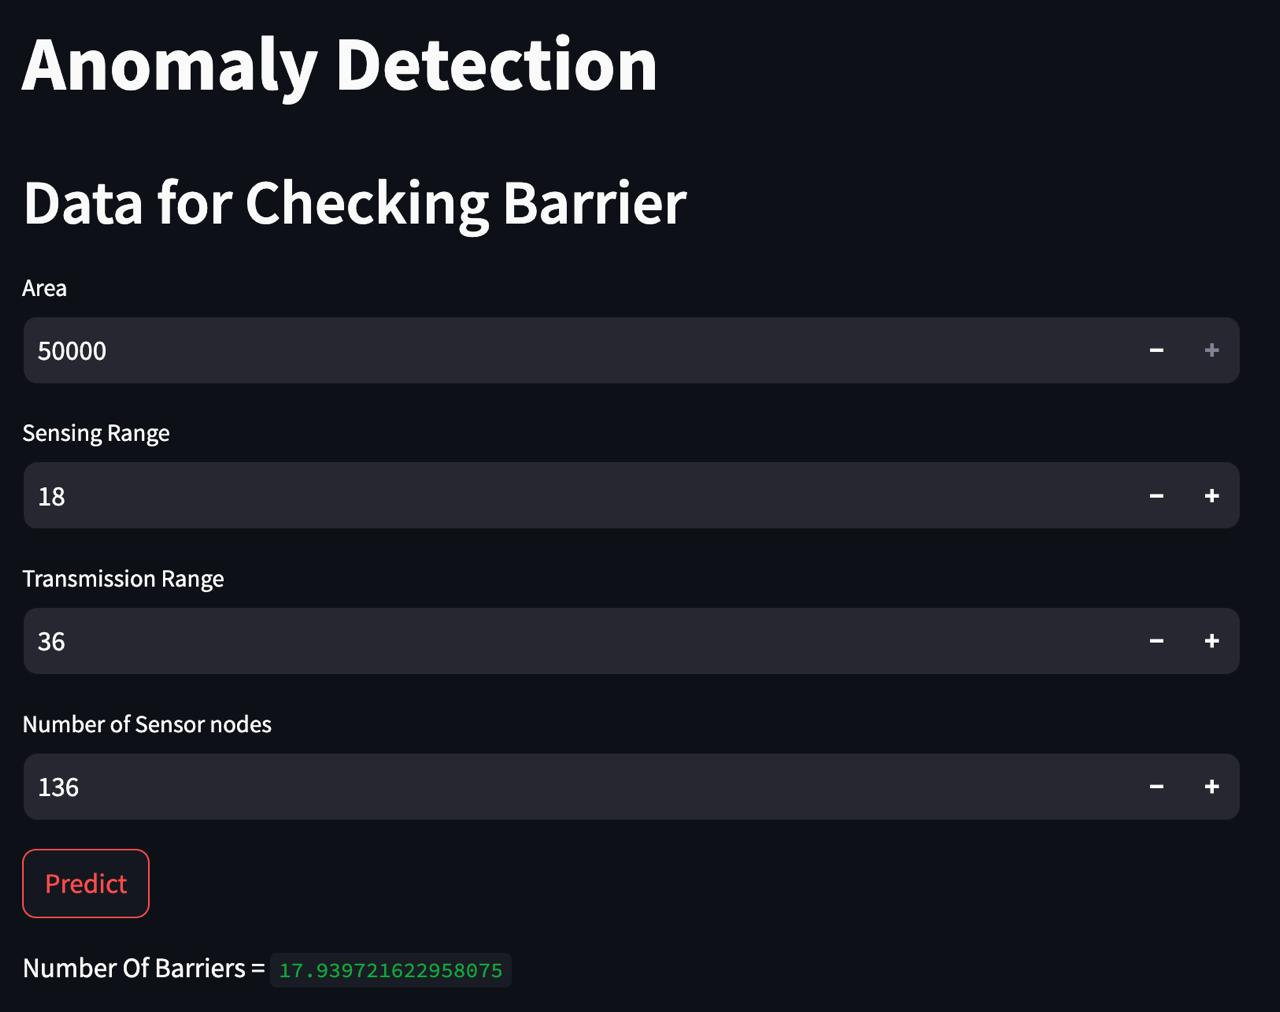 Anomaly Detection
Data for Checking Barrier
Area
50000 − +
Sensing Range
18 − +
Transmission Range
36 − +
Number of Sensor nodes
136 − +
Predict
Number Of Barriers = 17.939721622958075